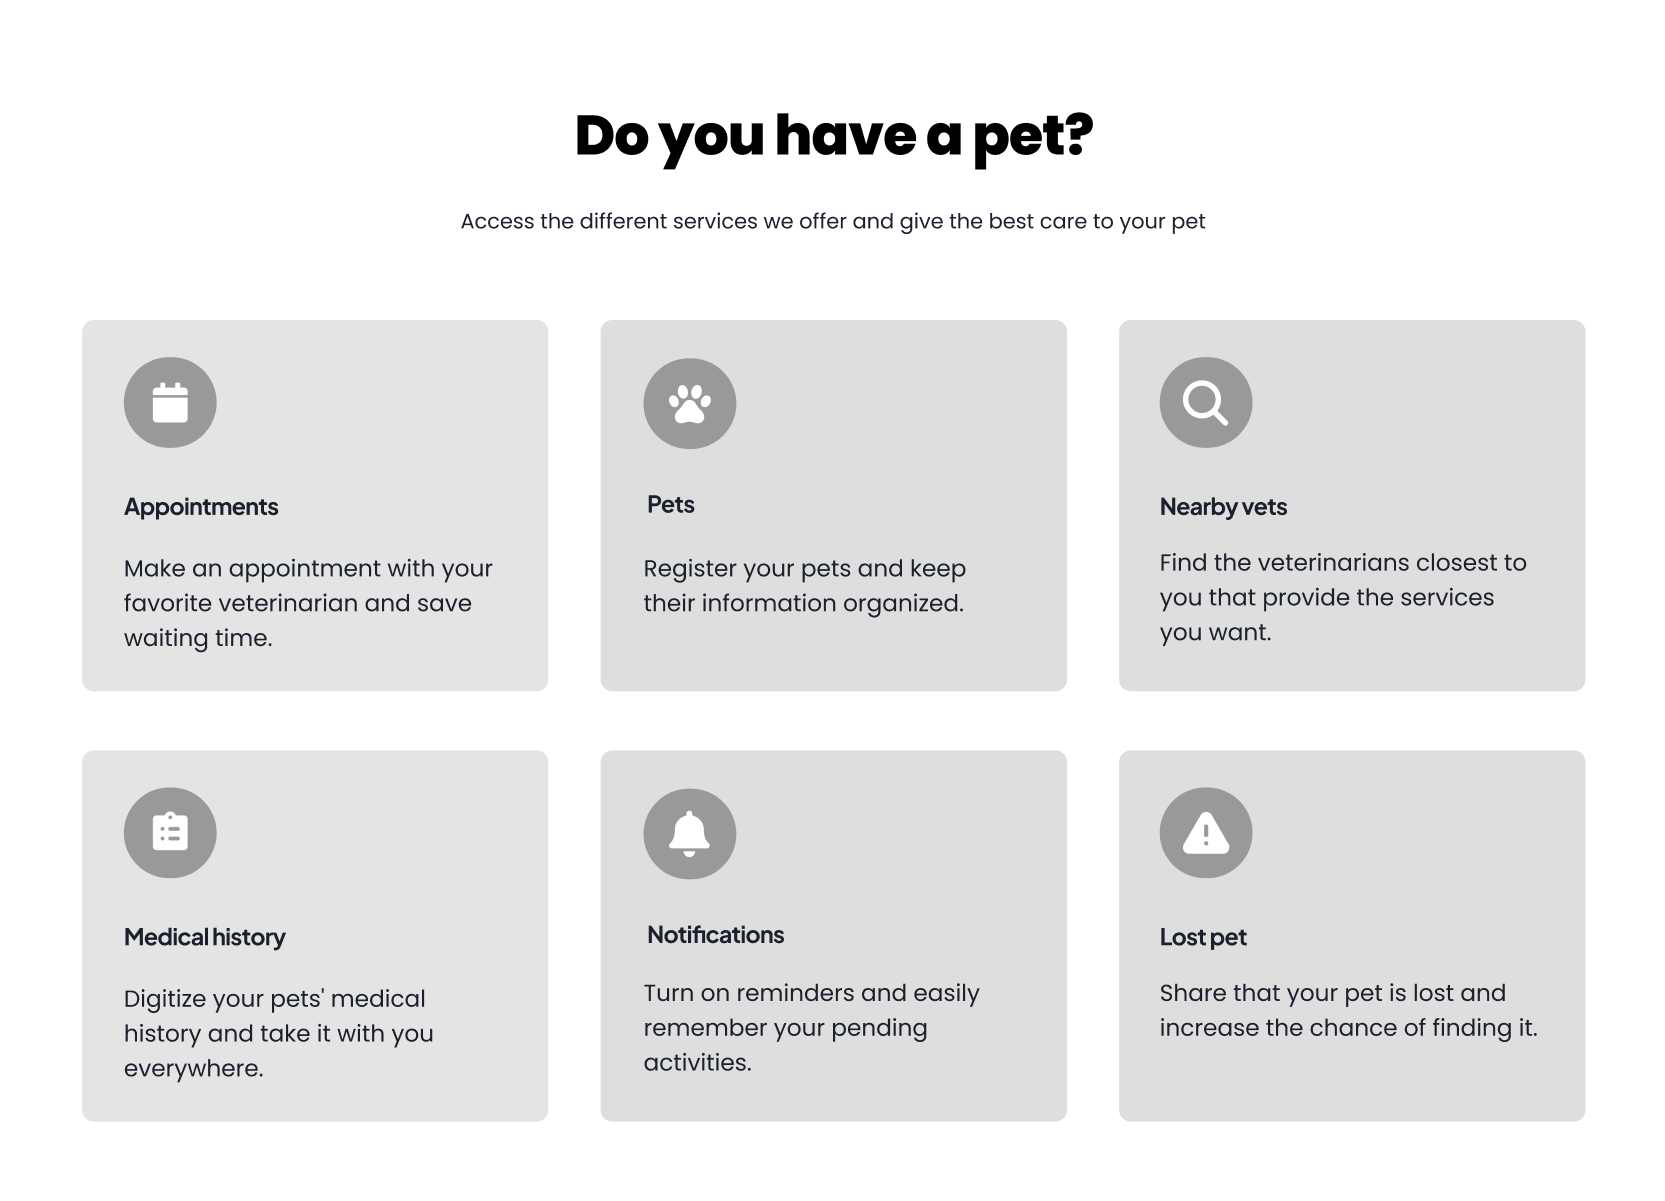 Do you have a pet?
Access the different services we offer and give the best care to your pet
Appointments
Make an appointment with your
favorite veterinarian and save
waiting time.
Pets
Register your pets and keep
their information organized.
Nearby vets
Find the veterinarians closest to
you that provide the services
you want.
Medical history
Digitize your pets' medical
history and take it with you
everywhere.
Notifications
Turn on reminders and easily
remember your pending
activities.
Lost pet
Share that your pet is lost and
increase the chance of finding it.